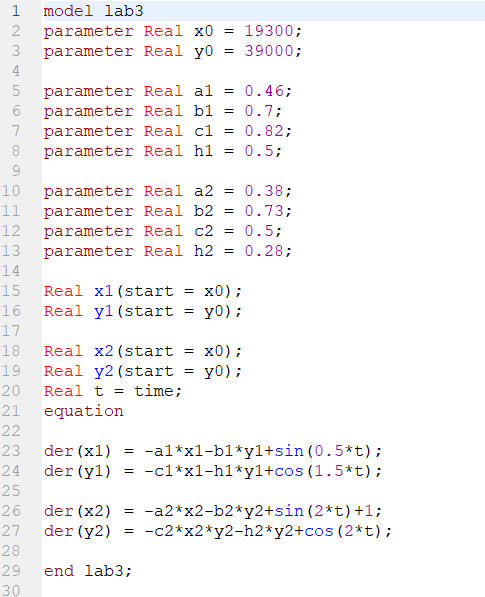 1 model lab3
2 parameter Real x0 = 19300;
3 parameter Real y0 = 39000;
4
5 parameter Real a1 = 0.46;
6 parameter Real b1 = 0.7;
7 parameter Real c1 = 0.82;
8 parameter Real h1 = 0.5;
9
10 parameter Real a2 = 0.38;
11 parameter Real b2 = 0.73;
12 parameter Real c2 = 0.5;
13 parameter Real h2 = 0.28;
14
15 Real x1(start = x0);
16 Real y1(start = y0);
17
18 Real x2(start = x0);
19 Real y2(start = y0);
20 Real t = time;
21 equation
22
23 der(x1) = -a1*x1-b1*y1+sin(0.5*t);
24 der(y1) = -c1*x1-h1*y1+cos(1.5*t);
25
26 der(x2) = -a2*x2-b2*y2+sin(2*t)+1;
27 der(y2) = -c2*x2*y2-h2*y2+cos(2*t);
28
29 end lab3;
30